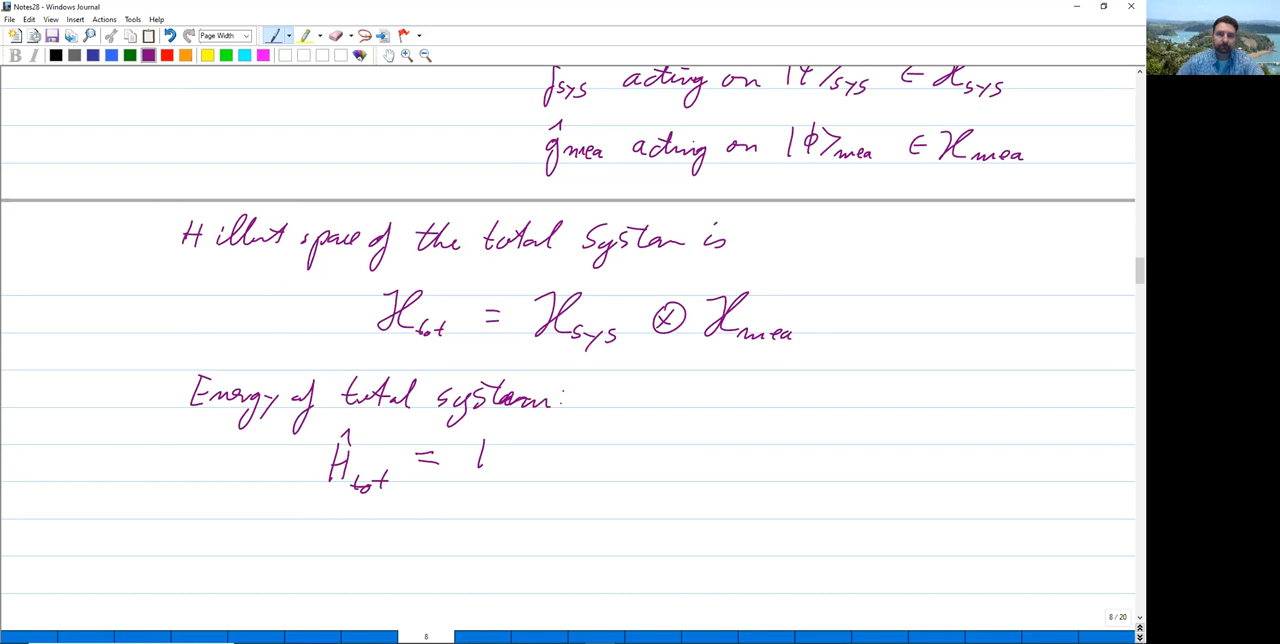 Notes28 - Windows Journal
File Edit View Insert Actions Tools Help
Page Width
B I
f̂sys acting on |ψ⟩sys ∈ ℋsys
ĝmea acting on |ϕ⟩mea ∈ ℋmea
Hilbert space of the total system is
ℋtot = ℋsys ⊗ ℋmea
Energy of total system:
Ĥtot = I
8 / 20
8